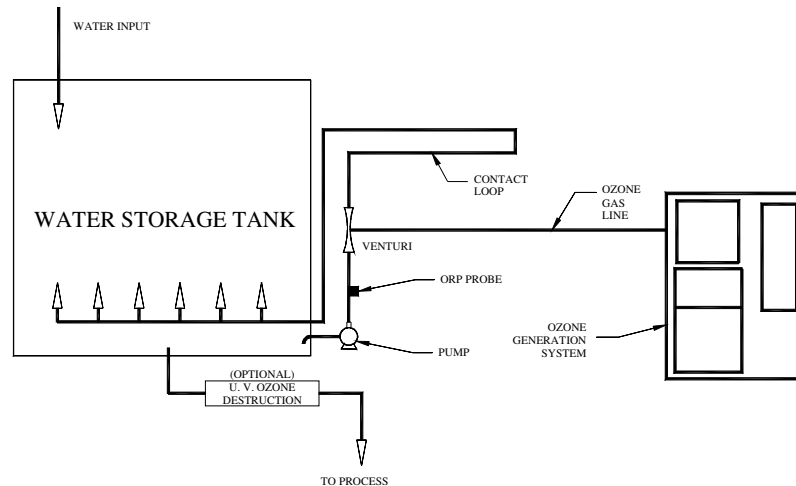 WATER INPUT
WATER STORAGE TANK
CONTACT
LOOP
OZONE
GAS
LINE
VENTURI
ORP PROBE
PUMP
OZONE
GENERATION
SYSTEM
(OPTIONAL)
U. V. OZONE
DESTRUCTION
TO PROCESS